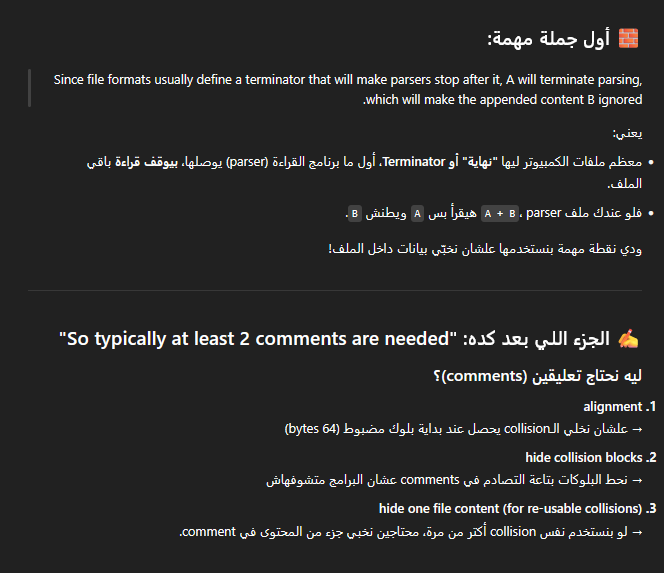 🧱 أول جملة مهمة:
Since file formats usually define a terminator that will make parsers stop after it, A will terminate parsing,
which will make the appended content B ignored.
يعني:
• معظم ملفات الكمبيوتر ليها "نهاية" أو Terminator، أول ما برنامج القراءة (parser) يوصلها، بيوقف قراءة باقي
الملف.
• فلو عندك ملف A + B، parser هيقرأ بس A ويطنش B.
ودي نقطة مهمة بنستخدمها علشان نخبّي بيانات داخل الملف!
✍️ الجزء اللي بعد كده: "So typically at least 2 comments are needed"
ليه نحتاج تعليقين (comments)؟
1. alignment
→ علشان نخلي الـcollision يحصل عند بداية بلوك مضبوط (64 bytes)
2. hide collision blocks
→ نحط البلوكات بتاعة التصادم في comments عشان البرامج متشوفهاش
3. hide one file content (for re-usable collisions)
→ لو بنستخدم نفس collision أكتر من مرة، محتاجين نخبي جزء من المحتوى في comment.